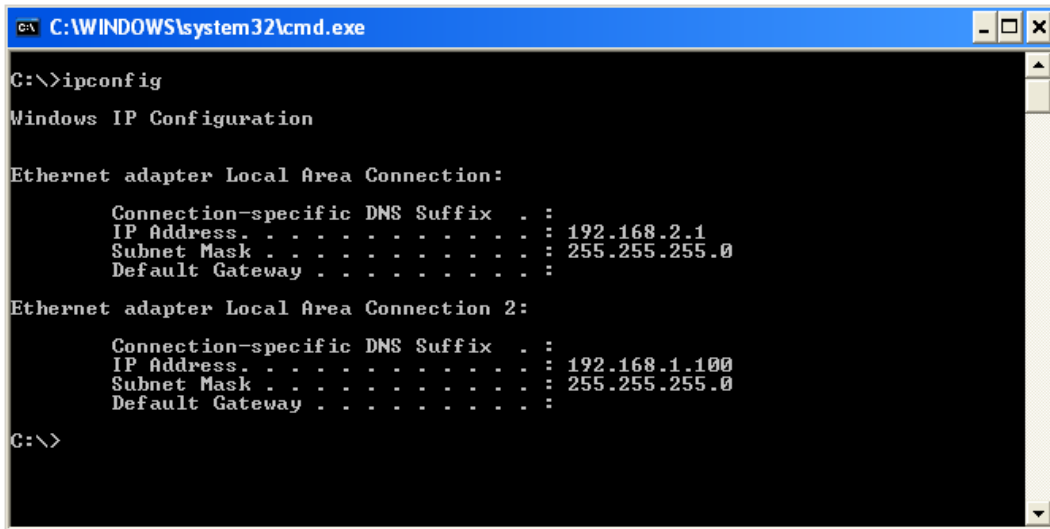 C:\WINDOWS\system32\cmd.exe
C:\>ipconfig
Windows IP Configuration
Ethernet adapter Local Area Connection:
Connection-specific DNS Suffix . :
IP Address. . . . . . . . . . . . : 192.168.2.1
Subnet Mask . . . . . . . . . . . : 255.255.255.0
Default Gateway . . . . . . . . . :
Ethernet adapter Local Area Connection 2:
Connection-specific DNS Suffix . :
IP Address. . . . . . . . . . . . : 192.168.1.100
Subnet Mask . . . . . . . . . . . : 255.255.255.0
Default Gateway . . . . . . . . . :
C:\>